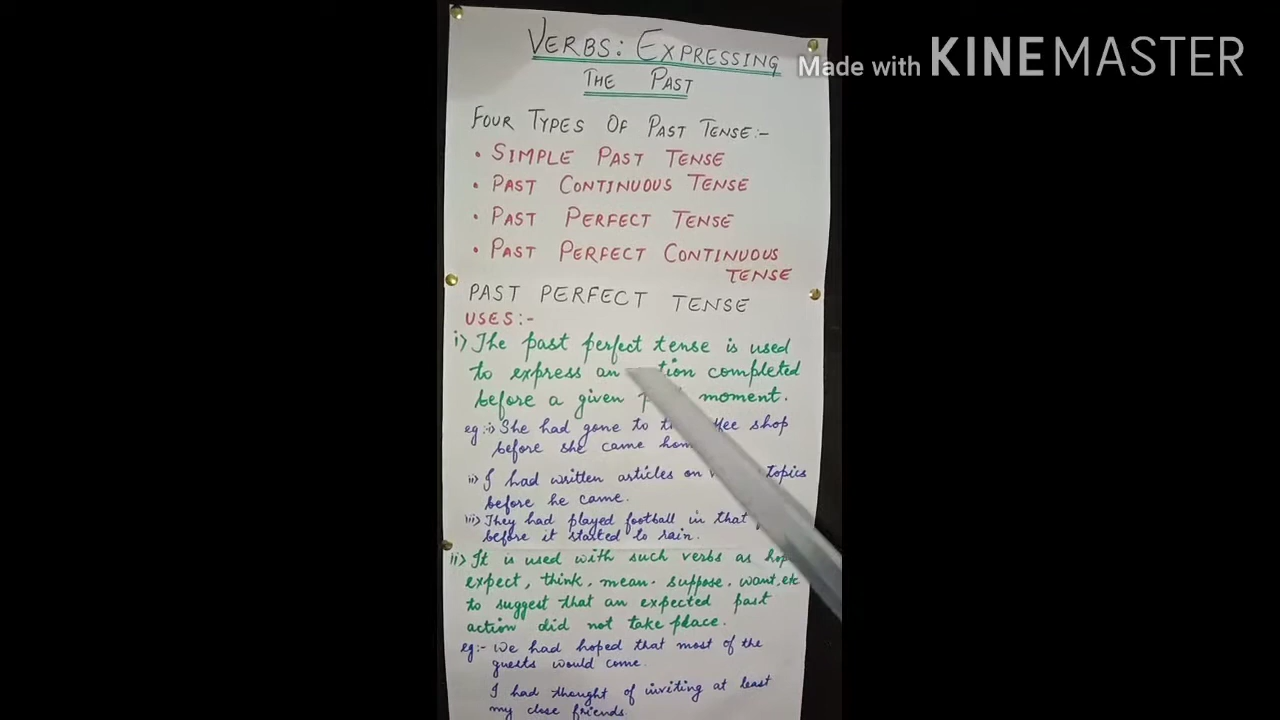 VERBS: EXPRESSING
THE PAST
Made with KINEMASTER
FOUR TYPES OF PAST TENSE:-
• SIMPLE PAST TENSE
• PAST CONTINUOUS TENSE
• PAST PERFECT TENSE
• PAST PERFECT CONTINUOUS
TENSE
PAST PERFECT TENSE
USES:-
i) The past perfect tense is used
to express an completed
before a given moment.
eg:i) She had gone to shop
before she came
ii) I had written articles on topics
before he came.
iii) They had played football in that
before it started to rain.
ii) It is used with such verbs as
expect, think, mean. suppose, want, etc
to suggest that an expected past
action did not take place.
eg:- We had hoped that most of the
guests would come.
I had thought of inviting at least
my close friends.